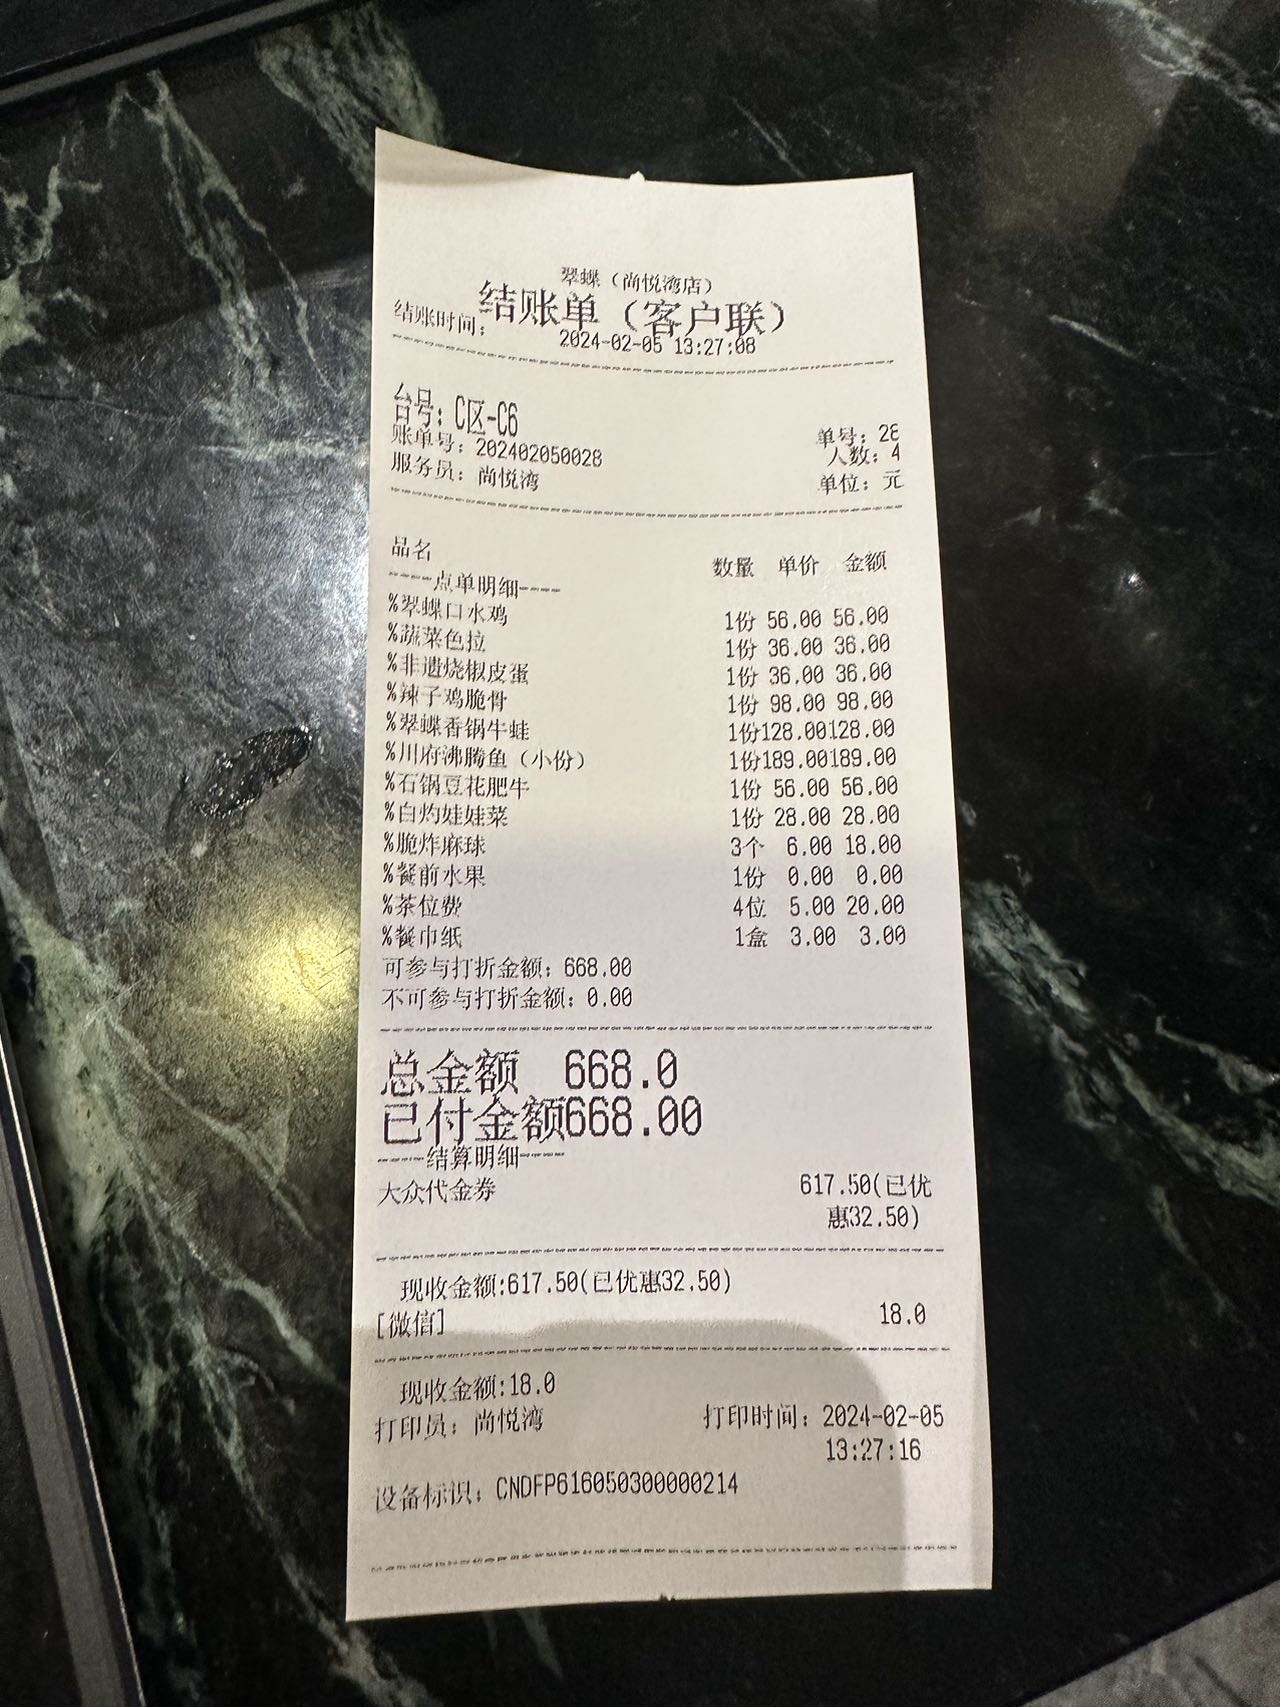 翠蝶（尚悦湾店）
结账单（客户联）
结账时间： 2024-02-05 13:27:08
台号：C区-C6
账单号：202402050028 单号：28
服务员：尚悦湾 人数：4
单位：元
品名 数量 单价 金额
----点单明细----
%翠蝶口水鸡 1份 56.00 56.00
%蔬菜色拉 1份 36.00 36.00
%非遗烧椒皮蛋 1份 36.00 36.00
%辣子鸡脆骨 1份 98.00 98.00
%翠蝶香锅牛蛙 1份128.00128.00
%川府沸腾鱼（小份） 1份189.00189.00
%石锅豆花肥牛 1份 56.00 56.00
%白灼娃娃菜 1份 28.00 28.00
%脆炸麻球 3个 6.00 18.00
%餐前水果 1份 0.00 0.00
%茶位费 4位 5.00 20.00
%餐巾纸 1盒 3.00 3.00
可参与打折金额：668.00
不可参与打折金额：0.00
总金额 668.0
已付金额668.00
----结算明细----
大众代金券 617.50(已优
惠32.50)
现收金额:617.50(已优惠32.50)
[微信] 18.0
现收金额:18.0
打印员：尚悦湾 打印时间：2024-02-05
13:27:16
设备标识：CNDFP616050300000214